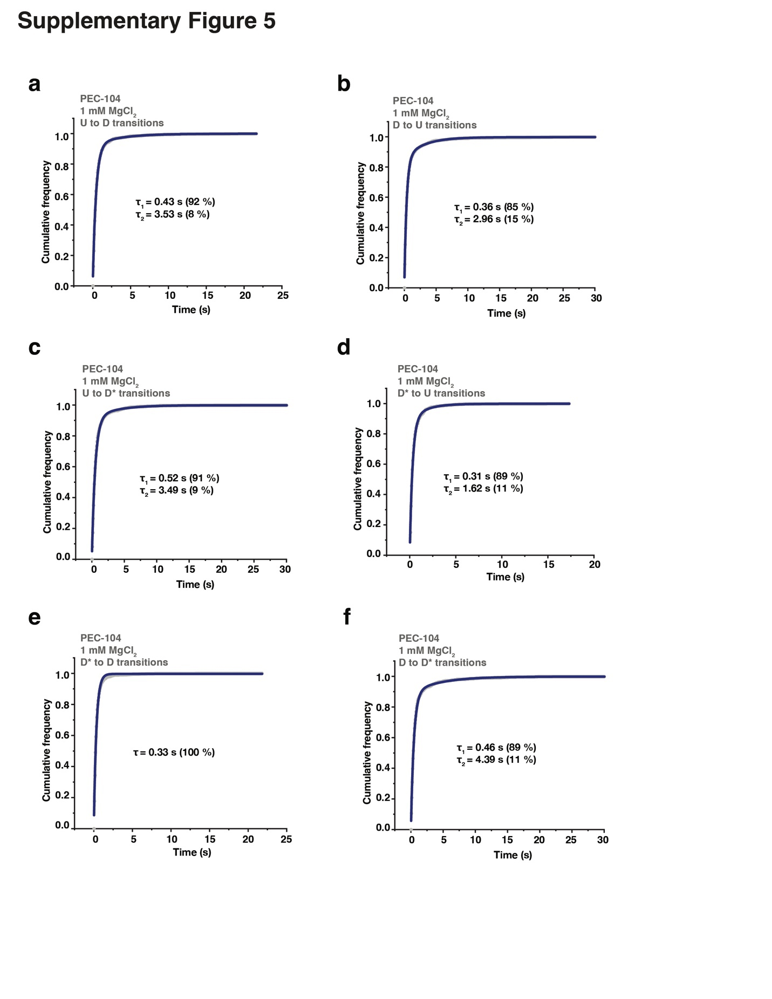 Supplementary Figure 5
a
PEC-104
1 mM MgCl2
U to D transitions
1.0
0.8
0.6
0.4
0.2
0.0
Cumulative frequency
τ1 = 0.43 s (92 %)
τ2 = 3.53 s (8 %)
0 5 10 15 20 25
Time (s)
b
PEC-104
1 mM MgCl2
D to U transitions
1.0
0.8
0.6
0.4
0.2
0.0
Cumulative frequency
τ1 = 0.36 s (85 %)
τ2 = 2.96 s (15 %)
0 5 10 15 20 25 30
Time (s)
c
PEC-104
1 mM MgCl2
U to D* transitions
1.0
0.8
0.6
0.4
0.2
0.0
Cumulative frequency
τ1 = 0.52 s (91 %)
τ2 = 3.49 s (9 %)
0 5 10 15 20 25 30
Time (s)
d
PEC-104
1 mM MgCl2
D* to U transitions
1.0
0.8
0.6
0.4
0.2
0.0
Cumulative frequency
τ1 = 0.31 s (89 %)
τ2 = 1.62 s (11 %)
0 5 10 15 20
Time (s)
e
PEC-104
1 mM MgCl2
D* to D transitions
1.0
0.8
0.6
0.4
0.2
0.0
Cumulative frequency
τ = 0.33 s (100 %)
0 5 10 15 20 25
Time (s)
f
PEC-104
1 mM MgCl2
D to D* transitions
1.0
0.8
0.6
0.4
0.2
0.0
Cumulative frequency
τ1 = 0.46 s (89 %)
τ2 = 4.39 s (11 %)
0 5 10 15 20 25 30
Time (s)